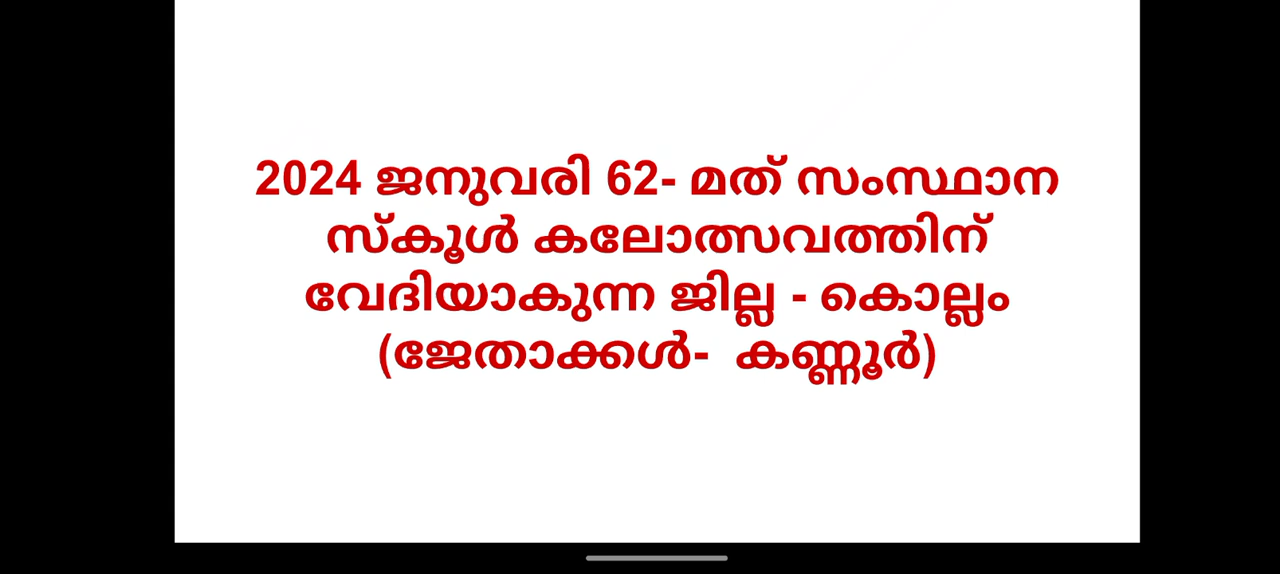 2024 ജനുവരി 62- മത് സംസ്ഥാന
സ്കൂൾ കലോത്സവത്തിന്
വേദിയാകുന്ന ജില്ല - കൊല്ലം
(ജേതാക്കൾ- കണ്ണൂർ)